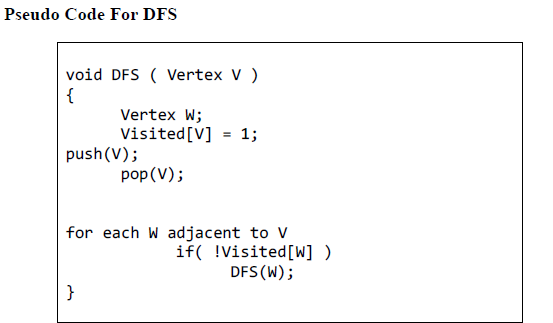 Pseudo Code For DFS
void DFS ( Vertex V )
{
Vertex W;
Visited[V] = 1;
push(V);
pop(V);
for each W adjacent to V
if( !Visited[W] )
DFS(W);
}